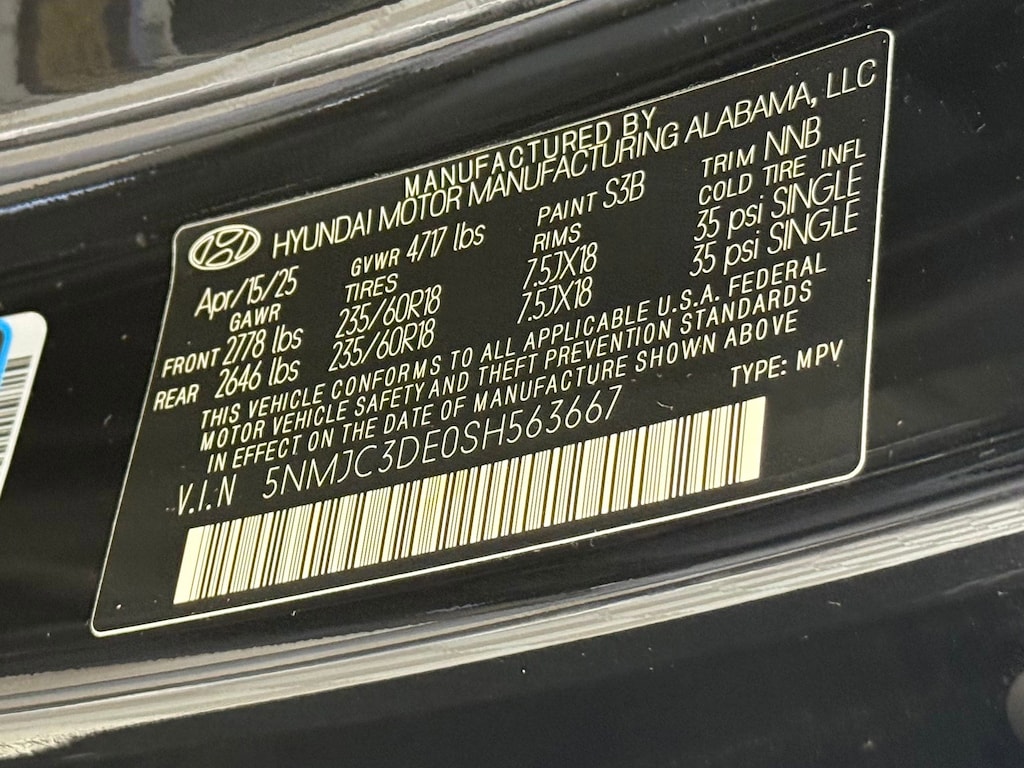 MANUFACTURED BY
HYUNDAI MOTOR MANUFACTURING ALABAMA, LLC
Apr/15/25 GVWR 4717 lbs PAINT S3B TRIM NNB
GAWR TIRES RIMS COLD TIRE INFL
FRONT 2778 lbs 235/60R18 7.5JX18 35 psi SINGLE
REAR 2646 lbs 235/60R18 7.5JX18 35 psi SINGLE
THIS VEHICLE CONFORMS TO ALL APPLICABLE U.S.A. FEDERAL
MOTOR VEHICLE SAFETY AND THEFT PREVENTION STANDARDS
IN EFFECT ON THE DATE OF MANUFACTURE SHOWN ABOVE
V.I.N 5NMJC3DE0SH563667 TYPE: MPV